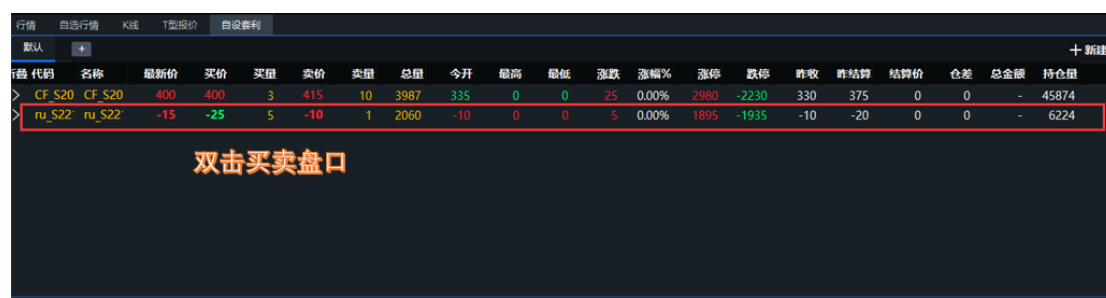 行情 自选行情 K线 T型报价 自设套利
默认 + 新建
折叠 代码 名称 最新价 买价 买量 卖价 卖量 总量 今开 最高 最低 涨跌 涨幅% 涨停 跌停 昨收 昨结算 结算价 仓差 总金额 持仓量
> CF_S20 CF_S20 400 400 3 415 10 3987 335 0 0 25 0.00% 2980 -2230 330 375 0 0 - 45874
> ru_S22 ru_S22 -15 -25 5 -10 1 2060 -10 0 0 5 0.00% 1895 -1935 -10 -20 0 0 - 6224
双击买卖盘口